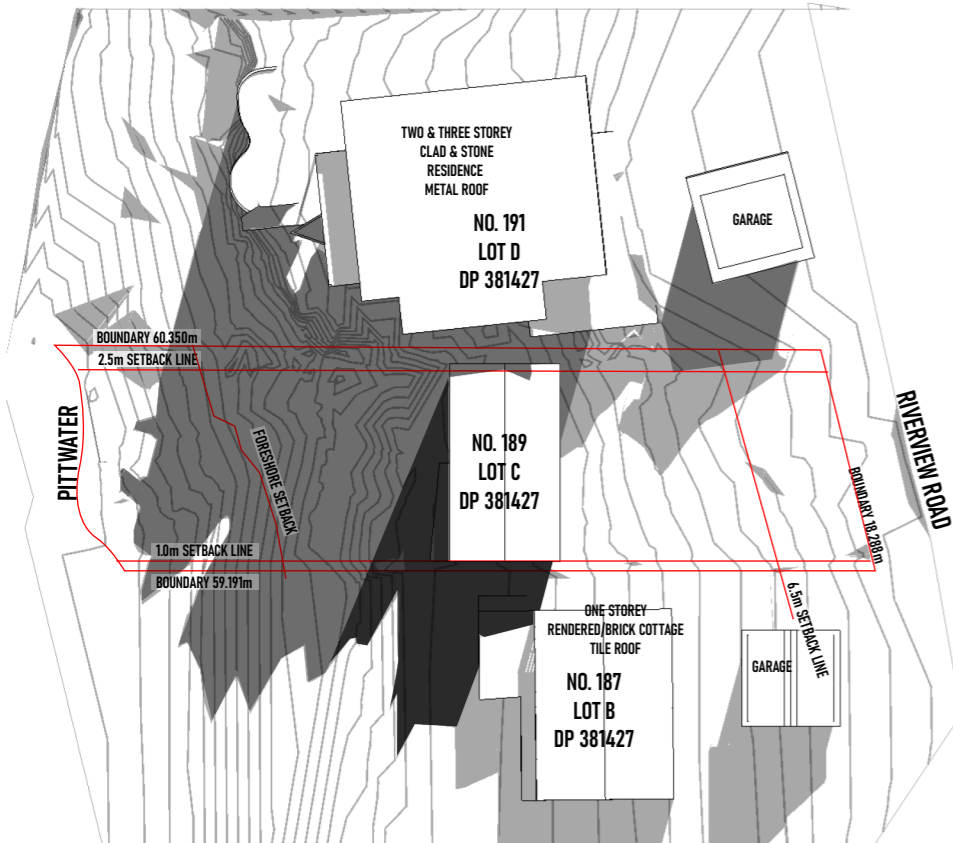 TWO & THREE STOREY
CLAD & STONE
RESIDENCE
METAL ROOF
NO. 191
LOT D
DP 381427
GARAGE
BOUNDARY 60.350m
2.5m SETBACK LINE
PITTWATER
FORESHORE SETBACK
NO. 189
LOT C
DP 381427
RIVERVIEW ROAD
BOUNDARY 18.288m
1.0m SETBACK LINE
BOUNDARY 59.191m
6.5m SETBACK LINE
ONE STOREY
RENDERED/BRICK COTTAGE
TILE ROOF
NO. 187
LOT B
DP 381427
GARAGE